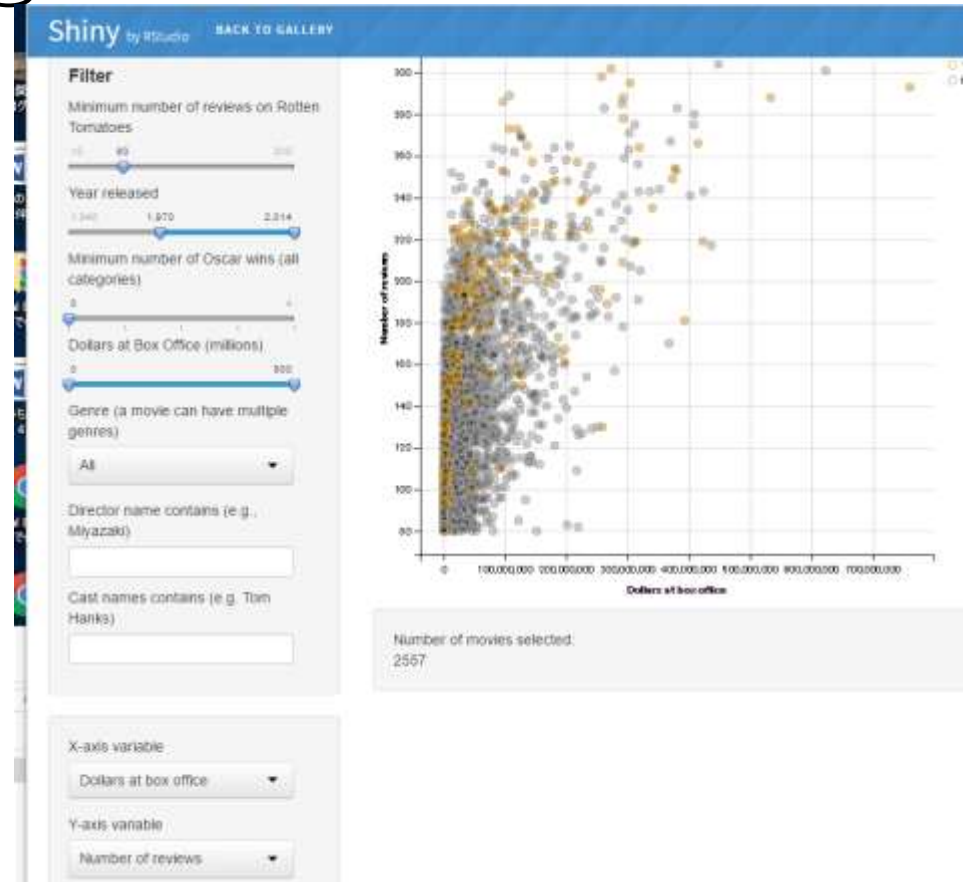 Shiny by RStudio BACK TO GALLERY
Filter
Minimum number of reviews on Rotten
Tomatoes
10 80 300
Year released
1,940 1,970 2,014
Minimum number of Oscar wins (all
categories)
0 4
Dollars at Box Office (millions)
0 800
Genre (a movie can have multiple
genres)
All
Director name contains (e.g.,
Miyazaki)
Cast names contains (e.g. Tom
Hanks)
X-axis variable
Dollars at box office
Y-axis variable
Number of reviews
Number of reviews
260
240
220
200
180
160
140
120
100
80
0 100,000,000 200,000,000 300,000,000 400,000,000 500,000,000 600,000,000 700,000,000
Dollars at box office
Number of movies selected:
2557